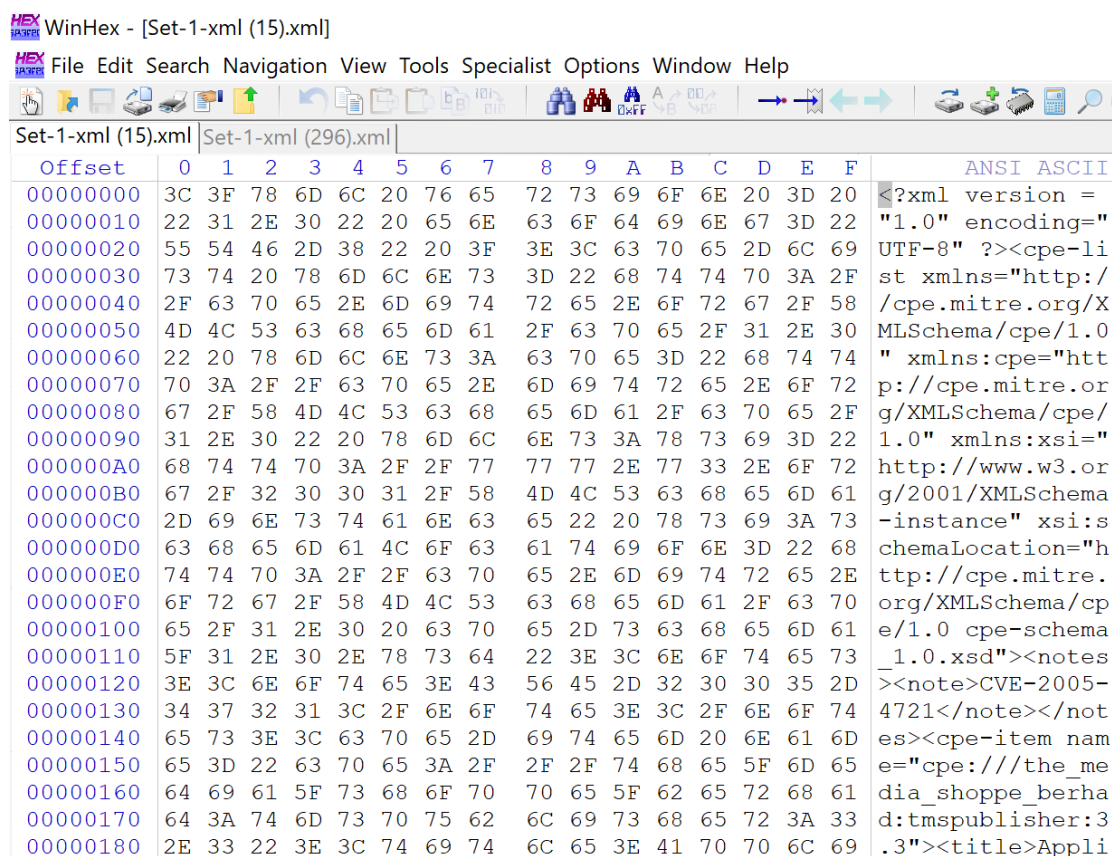 WinHex - [Set-1-xml (15).xml]
File Edit Search Navigation View Tools Specialist Options Window Help
Set-1-xml (15).xml Set-1-xml (296).xml
Offset 0 1 2 3 4 5 6 7 8 9 A B C D E F ANSI ASCII
00000000 3C 3F 78 6D 6C 20 76 65 72 73 69 6F 6E 20 3D 20 <?xml version =
00000010 22 31 2E 30 22 20 65 6E 63 6F 64 69 6E 67 3D 22 "1.0" encoding="
00000020 55 54 46 2D 38 22 20 3F 3E 3C 63 70 65 2D 6C 69 UTF-8" ?><cpe-li
00000030 73 74 20 78 6D 6C 6E 73 3D 22 68 74 74 70 3A 2F st xmlns="http:/
00000040 2F 63 70 65 2E 6D 69 74 72 65 2E 6F 72 67 2F 58 /cpe.mitre.org/X
00000050 4D 4C 53 63 68 65 6D 61 2F 63 70 65 2F 31 2E 30 MLSchema/cpe/1.0
00000060 22 20 78 6D 6C 6E 73 3A 63 70 65 3D 22 68 74 74 " xmlns:cpe="htt
00000070 70 3A 2F 2F 63 70 65 2E 6D 69 74 72 65 2E 6F 72 p://cpe.mitre.or
00000080 67 2F 58 4D 4C 53 63 68 65 6D 61 2F 63 70 65 2F g/XMLSchema/cpe/
00000090 31 2E 30 22 20 78 6D 6C 6E 73 3A 78 73 69 3D 22 1.0" xmlns:xsi="
000000A0 68 74 74 70 3A 2F 2F 77 77 77 2E 77 33 2E 6F 72 http://www.w3.or
000000B0 67 2F 32 30 30 31 2F 58 4D 4C 53 63 68 65 6D 61 g/2001/XMLSchema
000000C0 2D 69 6E 73 74 61 6E 63 65 22 20 78 73 69 3A 73 -instance" xsi:s
000000D0 63 68 65 6D 61 4C 6F 63 61 74 69 6F 6E 3D 22 68 chemaLocation="h
000000E0 74 74 70 3A 2F 2F 63 70 65 2E 6D 69 74 72 65 2E ttp://cpe.mitre.
000000F0 6F 72 67 2F 58 4D 4C 53 63 68 65 6D 61 2F 63 70 org/XMLSchema/cp
00000100 65 2F 31 2E 30 20 63 70 65 2D 73 63 68 65 6D 61 e/1.0 cpe-schema
00000110 5F 31 2E 30 2E 78 73 64 22 3E 3C 6E 6F 74 65 73 _1.0.xsd"><notes
00000120 3E 3C 6E 6F 74 65 3E 43 56 45 2D 32 30 30 35 2D ><note>CVE-2005-
00000130 34 37 32 31 3C 2F 6E 6F 74 65 3E 3C 2F 6E 6F 74 4721</note></not
00000140 65 73 3E 3C 63 70 65 2D 69 74 65 6D 20 6E 61 6D es><cpe-item nam
00000150 65 3D 22 63 70 65 3A 2F 2F 2F 74 68 65 5F 6D 65 e="cpe:///the_me
00000160 64 69 61 5F 73 68 6F 70 70 65 5F 62 65 72 68 61 dia_shoppe_berha
00000170 64 3A 74 6D 73 70 75 62 6C 69 73 68 65 72 3A 33 d:tmspublisher:3
00000180 2E 33 22 3E 3C 74 69 74 6C 65 3E 41 70 70 6C 69 .3"><title>Appli